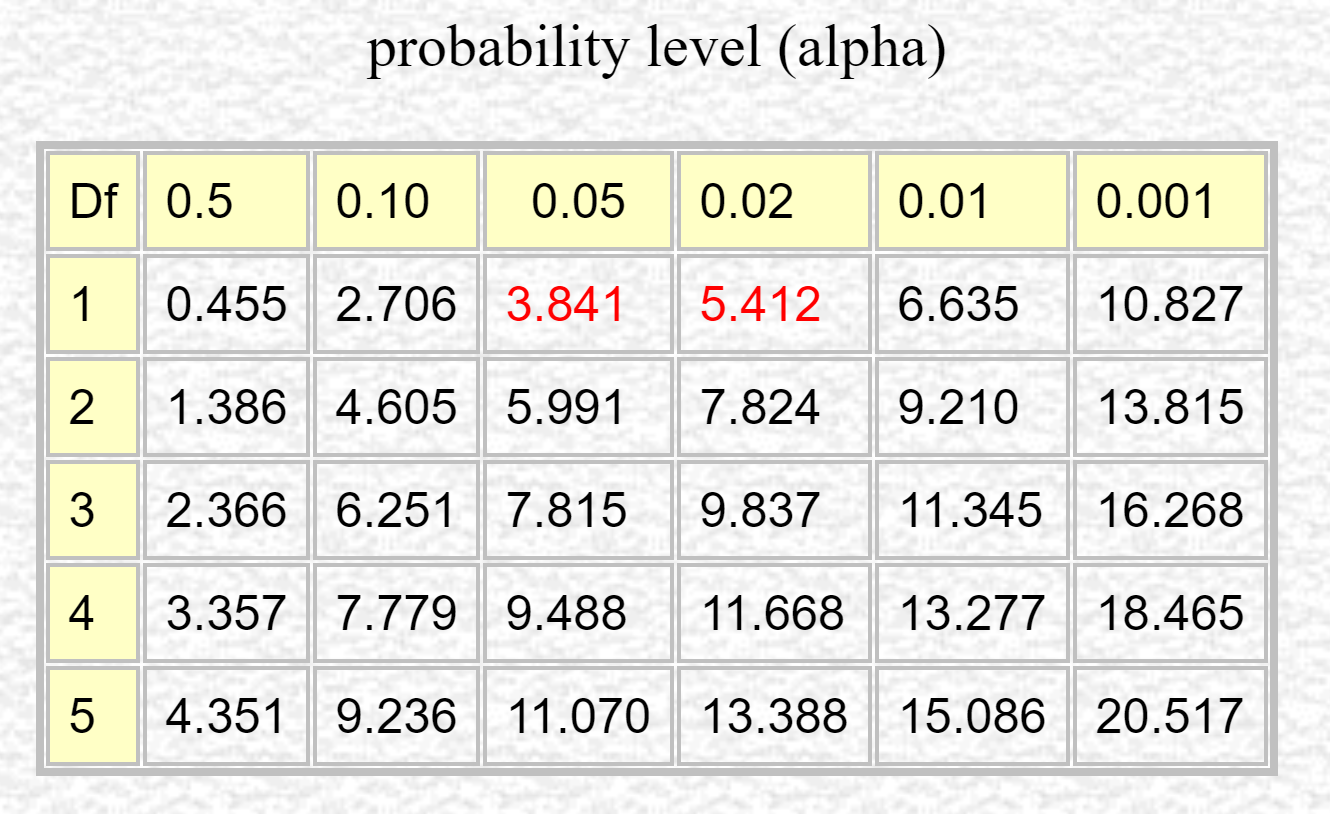 probability level (alpha)
Df 0.5 0.10 0.05 0.02 0.01 0.001
1 0.455 2.706 3.841 5.412 6.635 10.827
2 1.386 4.605 5.991 7.824 9.210 13.815
3 2.366 6.251 7.815 9.837 11.345 16.268
4 3.357 7.779 9.488 11.668 13.277 18.465
5 4.351 9.236 11.070 13.388 15.086 20.517